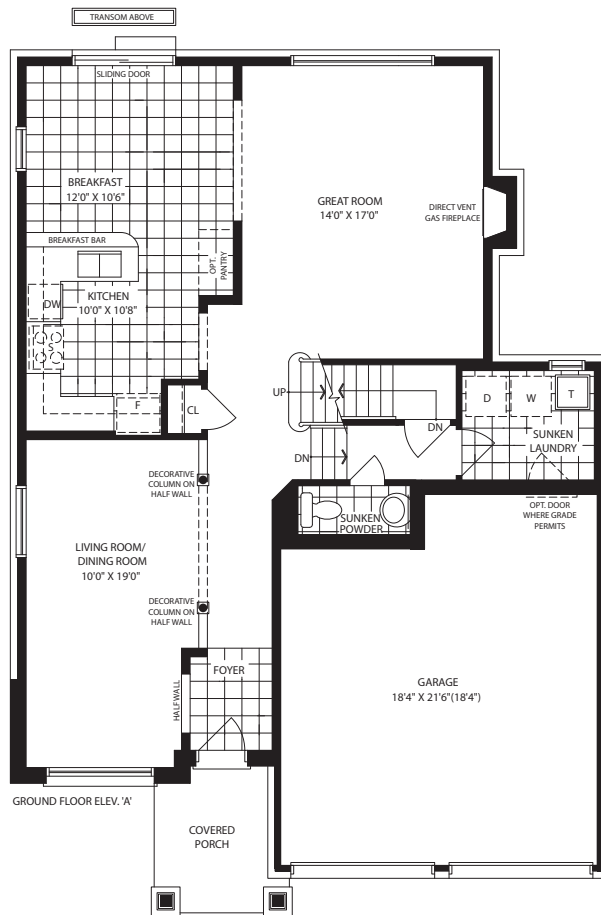 TRANSOM ABOVE
SLIDING DOOR
BREAKFAST
12'0" X 10'6"
GREAT ROOM
14'0" X 17'0"
DIRECT VENT
GAS FIREPLACE
BREAKFAST BAR
OPT.
PANTRY
KITCHEN
10'0" X 10'8"
DW
S
F
CL
UP
DN
DN
D
W
T
SUNKEN
LAUNDRY
OPT. DOOR
WHERE GRADE
PERMITS
SUNKEN
POWDER
DECORATIVE
COLUMN ON
HALF WALL
LIVING ROOM/
DINING ROOM
10'0" X 19'0"
DECORATIVE
COLUMN ON
HALF WALL
FOYER
HALF WALL
GARAGE
18'4" X 21'6"(18'4")
GROUND FLOOR ELEV. 'A'
COVERED
PORCH